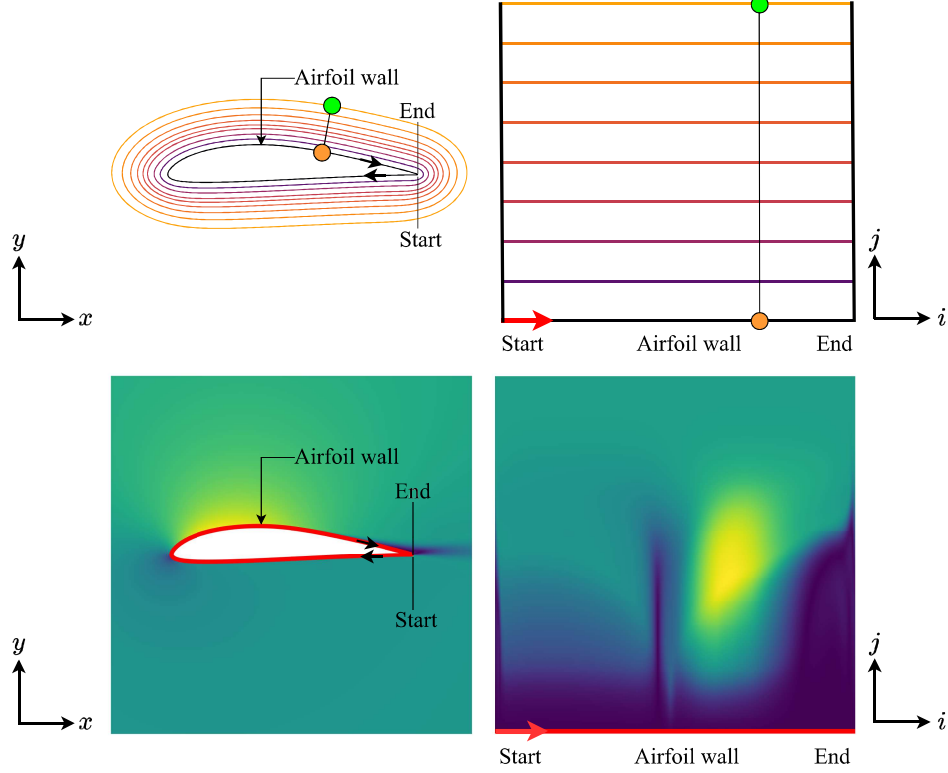 Airfoil wall
End
Start
y
x
j
i
Start Airfoil wall End
Airfoil wall
End
Start
y
x
j
i
Start Airfoil wall End